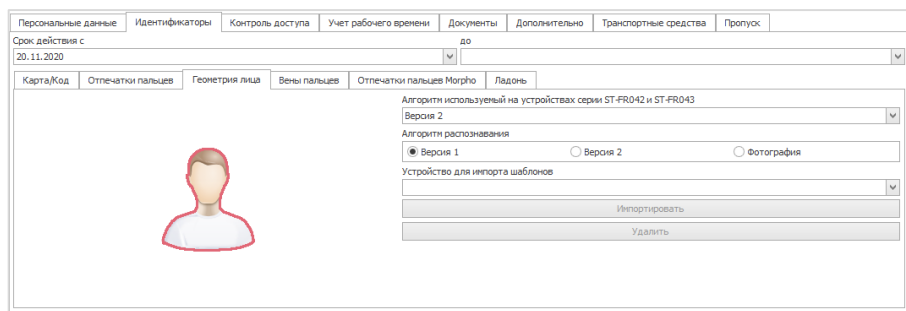 Персональные данные Идентификаторы Контроль доступа Учет рабочего времени Документы Дополнительно Транспортные средства Пропуск
Срок действия с до
20.11.2020
Карта/Код Отпечатки пальцев Геометрия лица Вены пальцев Отпечатки пальцев Morpho Ладонь
Алгоритм используемый на устройствах серии ST-FR042 и ST-FR043
Версия 2
Алгоритм распознавания
Версия 1 Версия 2 Фотография
Устройство для импорта шаблонов
Импортировать
Удалить